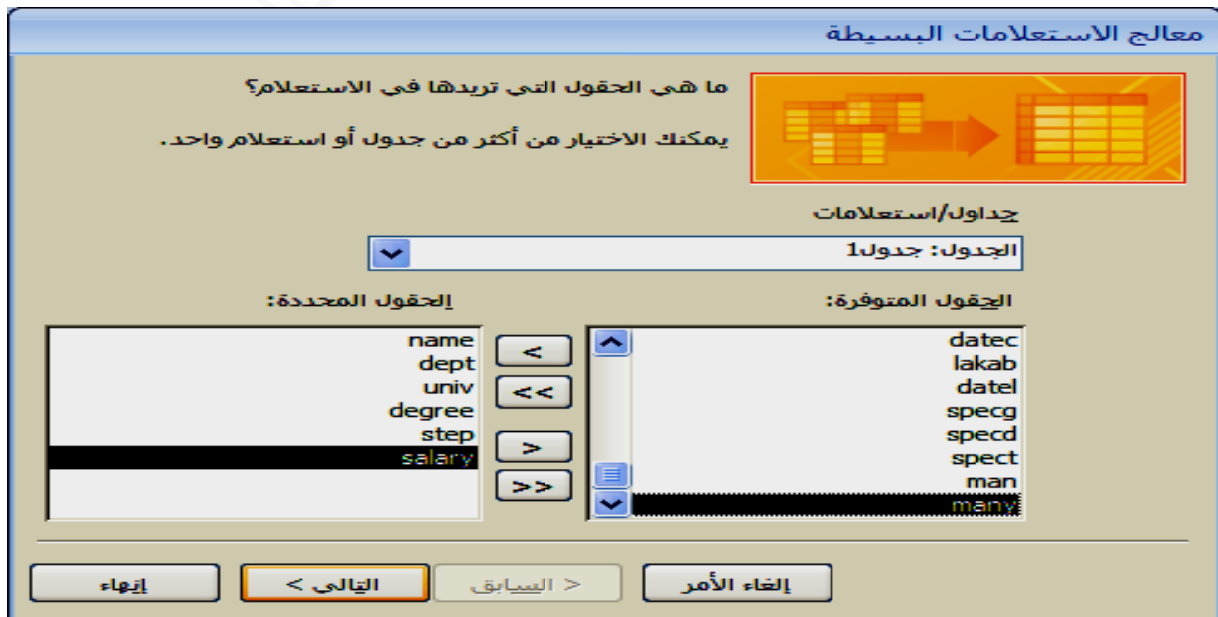 معالج الاستعلامات البسيطة
ما هي الحقول التي تريدها في الاستعلام؟
يمكنك الاختيار من أكثر من جدول أو استعلام واحد.
جداول/استعلامات
الجدول: جدول1
الحقول المتوفرة:
datec
lakab
datel
specg
specd
spect
man
many
<
<<
>
>>
الحقول المحددة:
name
dept
univ
degree
step
salary
إلغاء الأمر
< السابق
التالي >
إنهاء